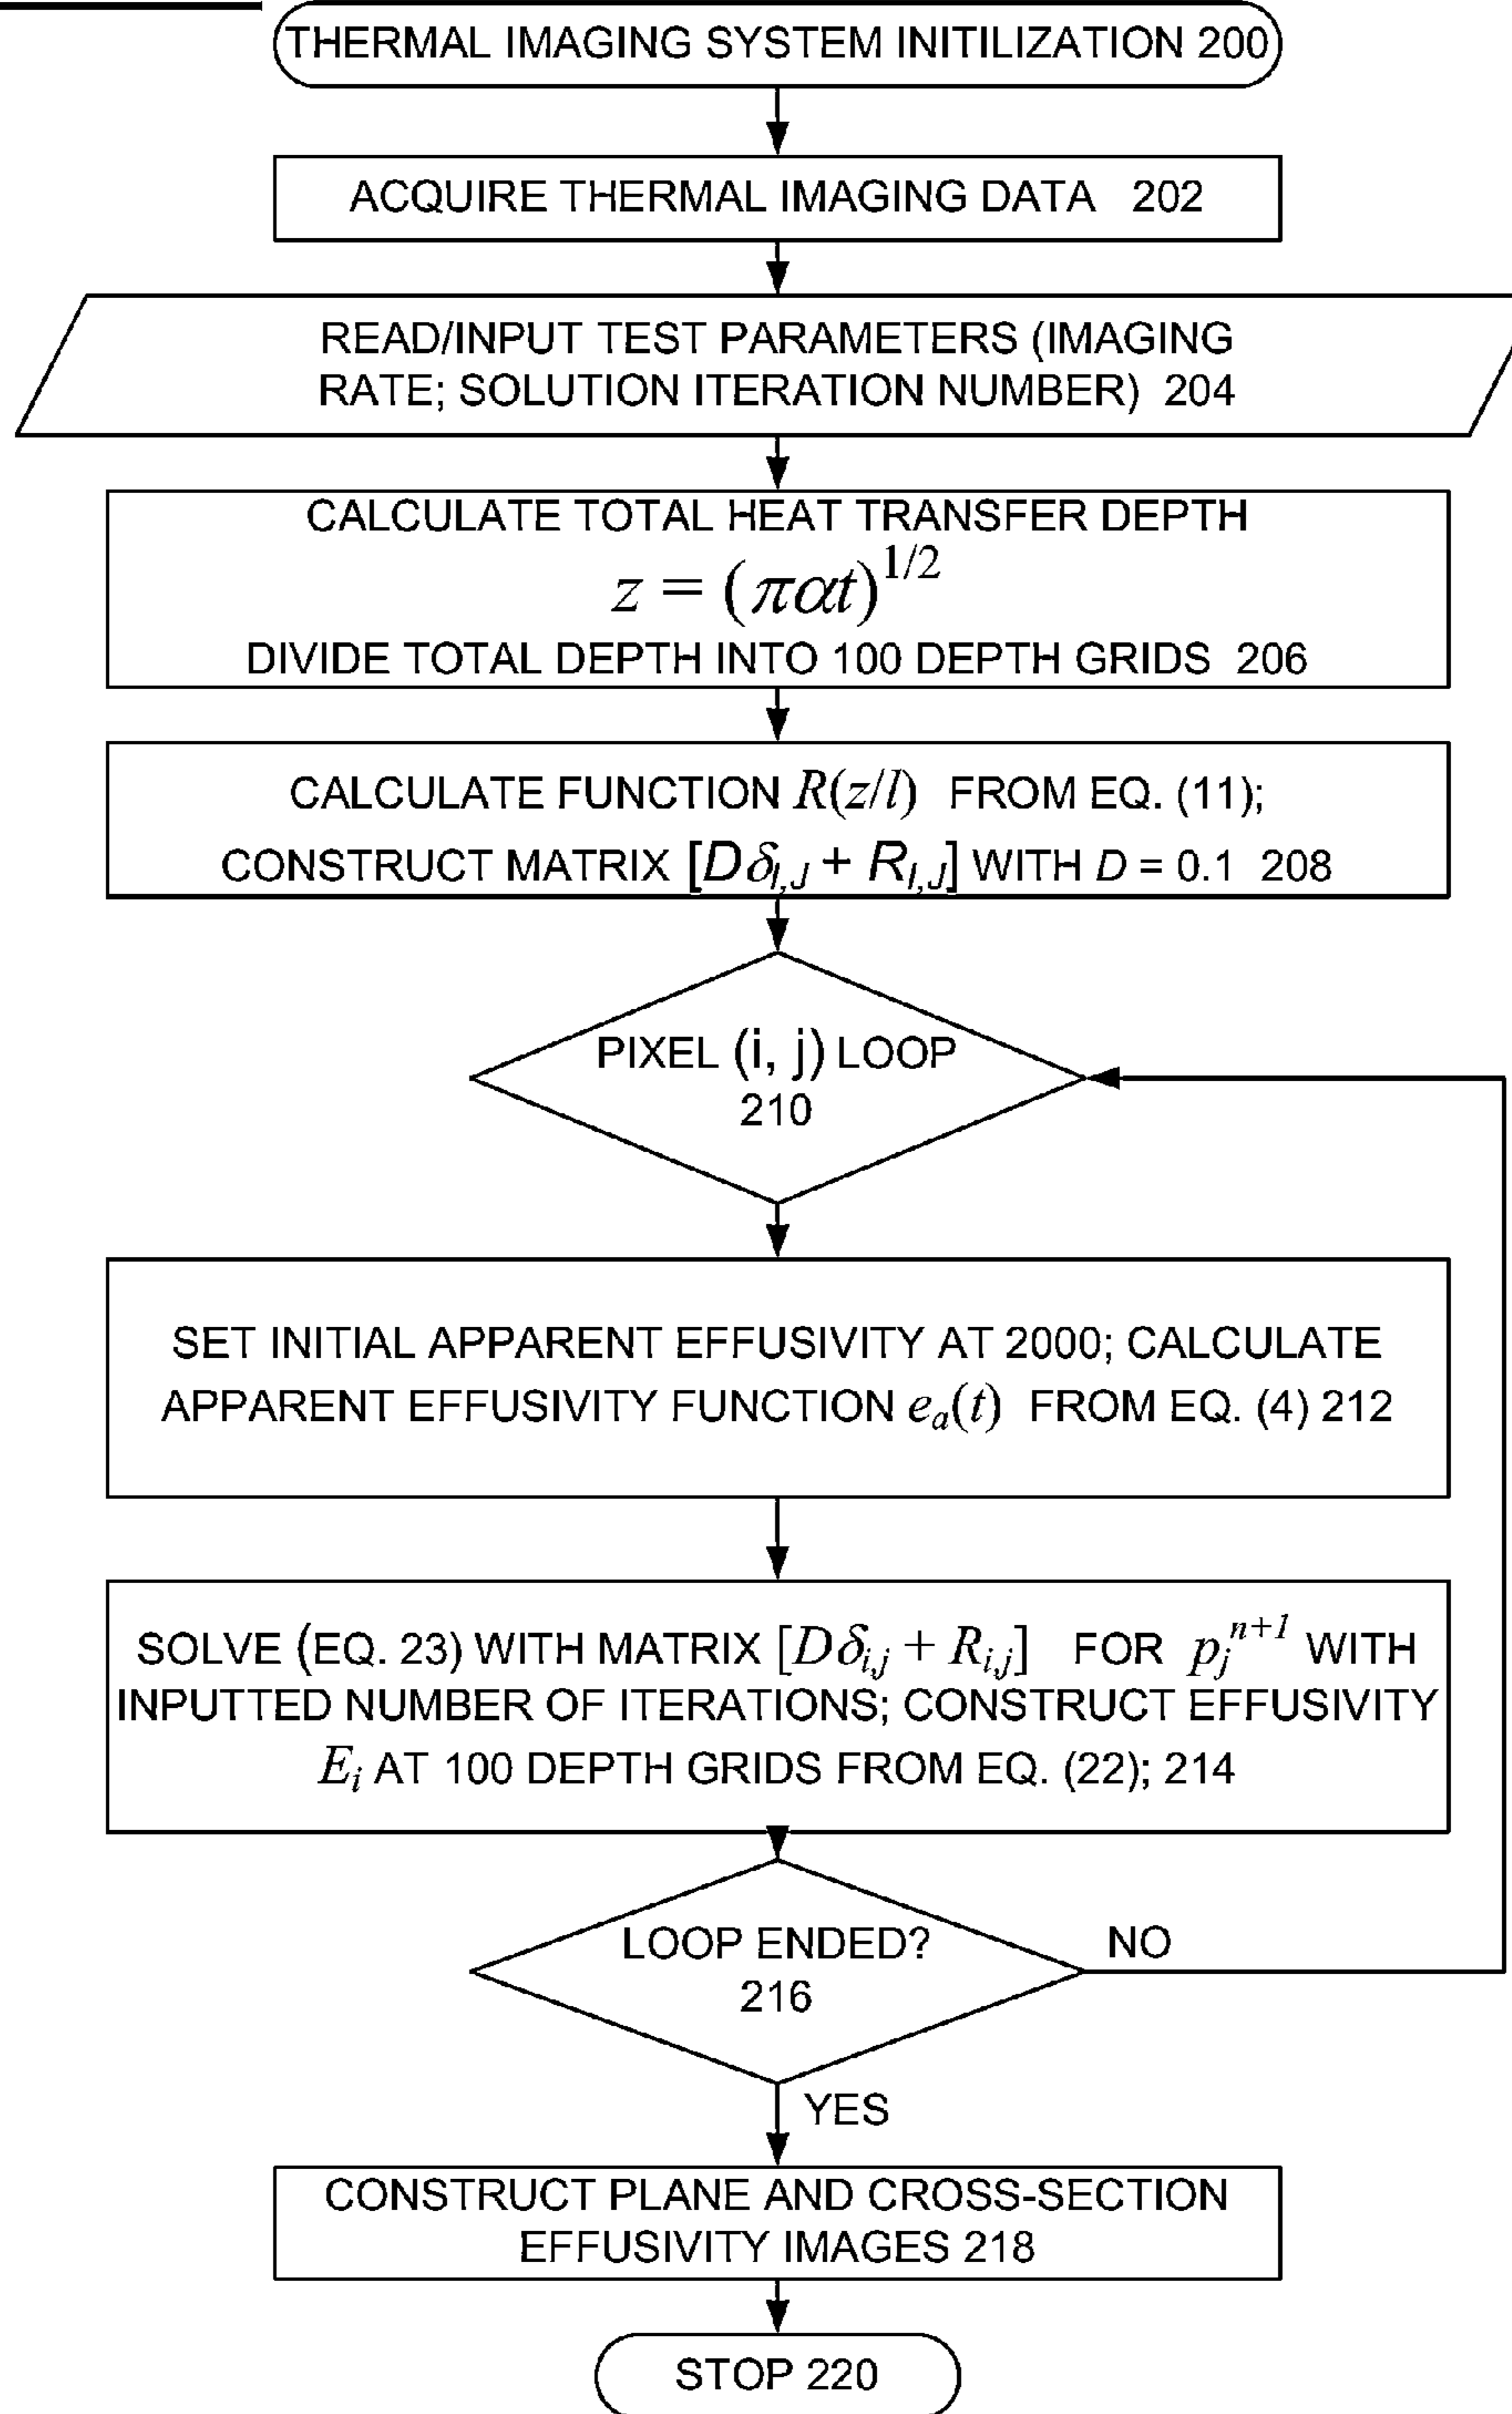 THERMAL IMAGING SYSTEM INITILIZATION 200
ACQUIRE THERMAL IMAGING DATA 202
READ/INPUT TEST PARAMETERS (IMAGING
RATE; SOLUTION ITERATION NUMBER) 204
CALCULATE TOTAL HEAT TRANSFER DEPTH
z = (παt)^{1/2}
DIVIDE TOTAL DEPTH INTO 100 DEPTH GRIDS 206
CALCULATE FUNCTION R(z/l) FROM EQ. (11);
CONSTRUCT MATRIX [Dδ_{I,J} + R_{I,J}] WITH D = 0.1 208
PIXEL (i, j) LOOP
210
SET INITIAL APPARENT EFFUSIVITY AT 2000; CALCULATE
APPARENT EFFUSIVITY FUNCTION e_a(t) FROM EQ. (4) 212
SOLVE (EQ. 23) WITH MATRIX [Dδ_{i,j} + R_{i,j}] FOR p_j^{n+1} WITH
INPUTTED NUMBER OF ITERATIONS; CONSTRUCT EFFUSIVITY
E_i AT 100 DEPTH GRIDS FROM EQ. (22); 214
LOOP ENDED?
216
NO
YES
CONSTRUCT PLANE AND CROSS-SECTION
EFFUSIVITY IMAGES 218
STOP 220